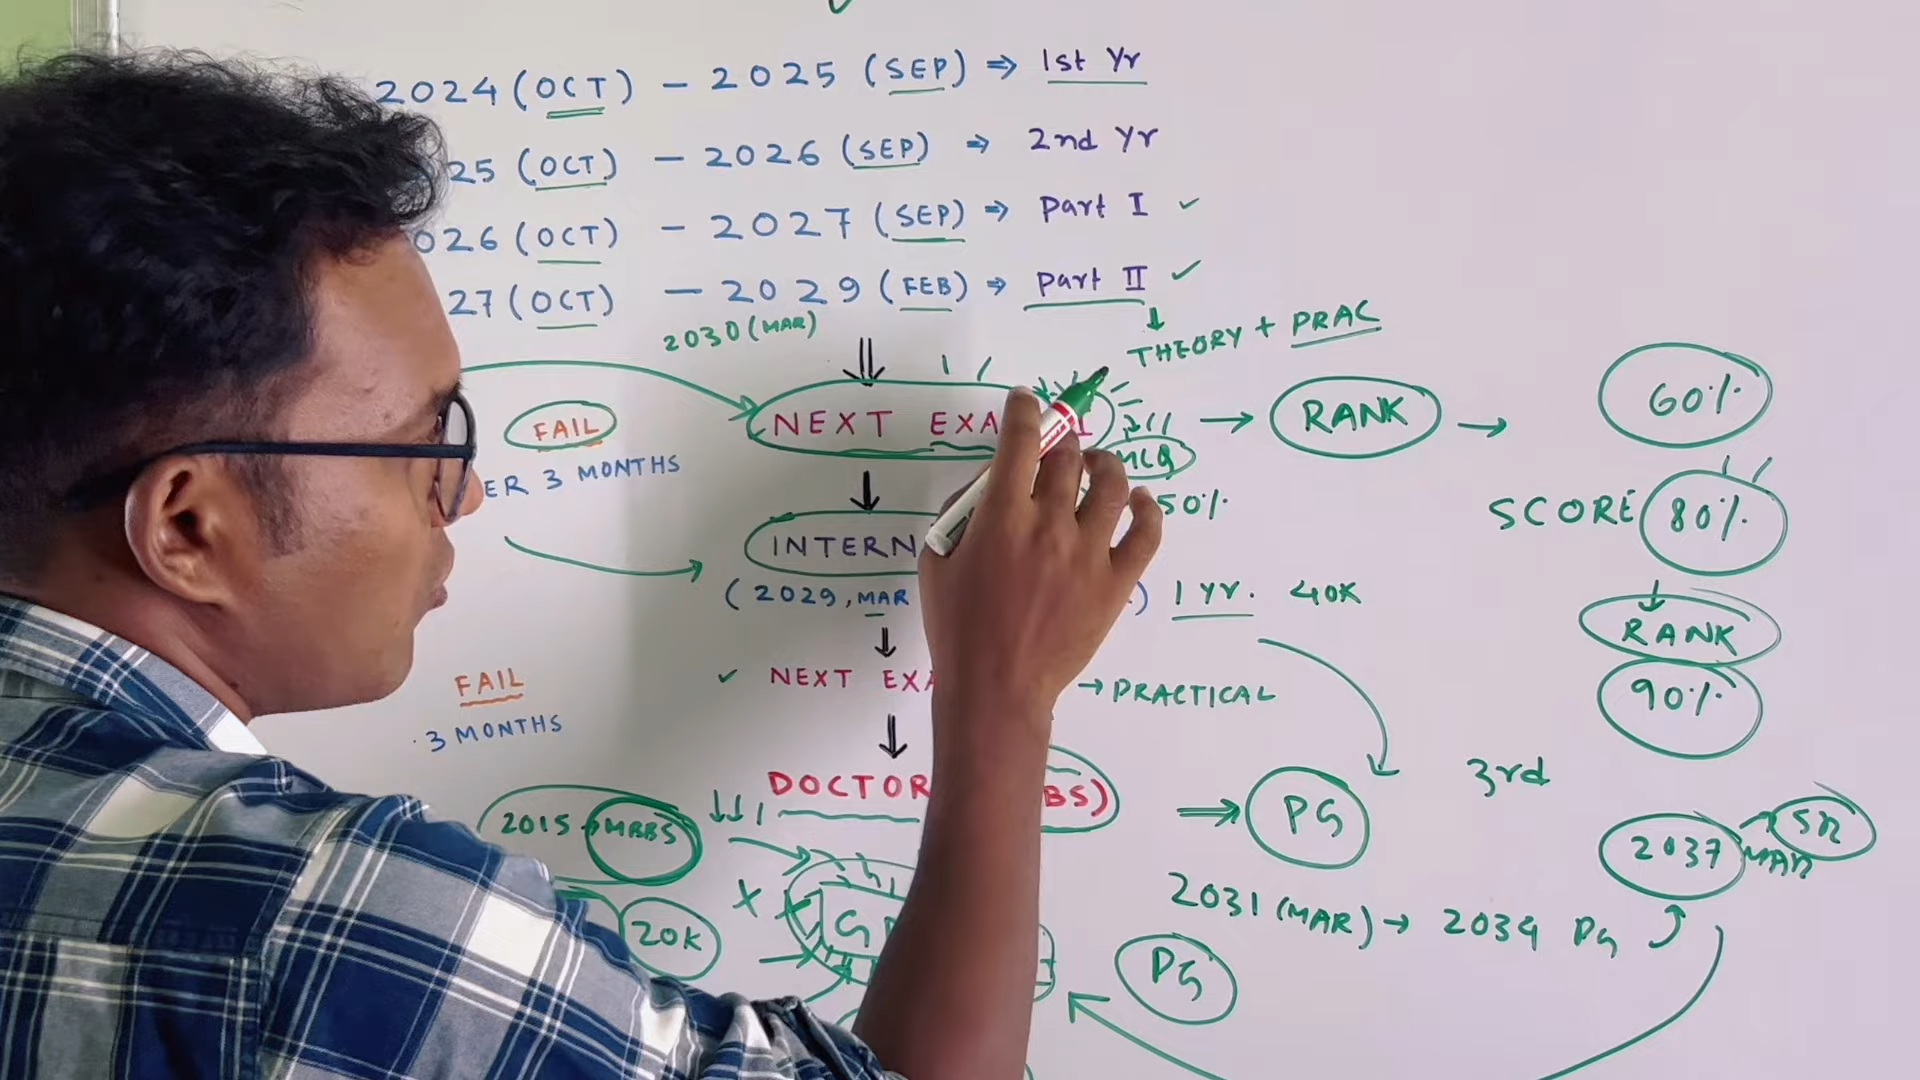 2024 (OCT) - 2025 (SEP) ⇒ 1st Yr
25 (OCT) - 2026 (SEP) ⇒ 2nd Yr
026 (OCT) - 2027 (SEP) ⇒ Part I ✓
27 (OCT) - 2029 (FEB) ⇒ Part II ✓
2030 (MAR)
THEORY + PRAC
NEXT EXA I → RANK → 60%
MCQ
50%
FAIL
ER 3 MONTHS
SCORE 80%
INTERN
(2029, MAR ) 1 yr. 40K
RANK
90%
✓ NEXT EXA → PRACTICAL
FAIL
3 MONTHS
DOCTOR BS) ⇒ PG
3rd
2015 → MBBS
2037 MAR
SR
20K
2031 (MAR) → 2034 PG
PG